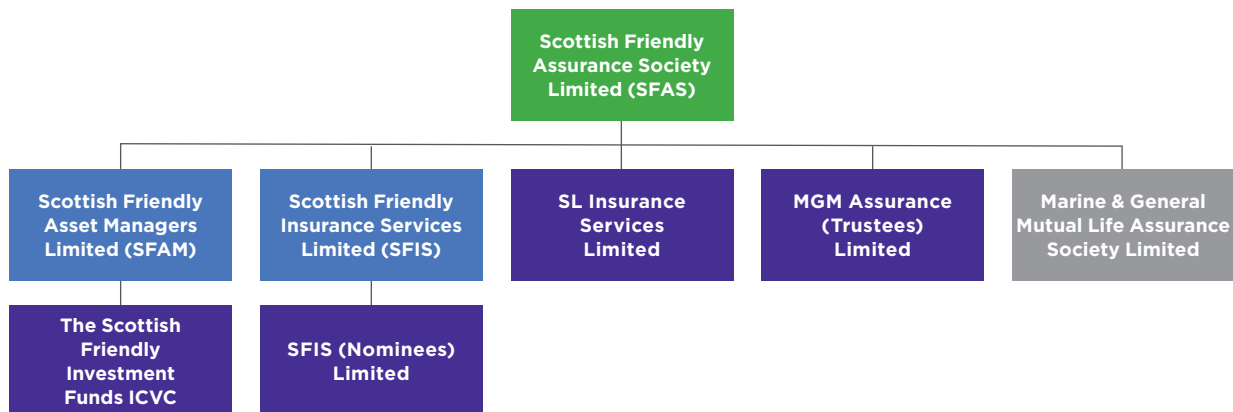 Scottish Friendly
Assurance Society
Limited (SFAS)
Scottish Friendly
Asset Managers
Limited (SFAM)
Scottish Friendly
Insurance Services
Limited (SFIS)
SL Insurance
Services
Limited
MGM Assurance
(Trustees)
Limited
Marine & General
Mutual Life Assurance
Society Limited
The Scottish
Friendly
Investment
Funds ICVC
SFIS (Nominees)
Limited